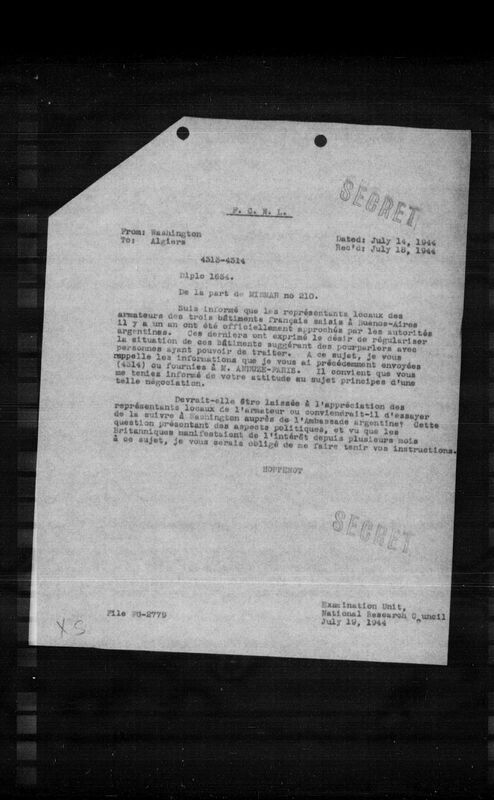 F. C. N. L.
SECRET
From: Washington
To: Algiers
Dated: July 14, 1944
Rec'd: July 18, 1944
4313-4314
Diplo 1634.
De la part de MISMAR no 210.
Suis informé que les représentants locaux des
armateurs des trois bâtiments français saisis à Buenos-Aires
il y a un an ont été officiellement approchés par les autorités
argentines. Ces derniers ont exprimé le désir de régulariser
la situation de ces bâtiments suggérant des pourparlers avec
personnes ayant pouvoir de traiter. A ce sujet, je vous
rappelle les informations que je vous ai précédemment envoyées
(4314) ou fournies à M. ANDUZE-FARIS. Il convient que vous
me teniez informé de votre attitude au sujet principes d'une
telle négociation.
Devrait-elle être laissée à l'appréciation des
représentants locaux de l'armateur ou conviendrait-il d'essayer
de la suivre à Washington auprès de l'Ambassade Argentine? Cette
question présentant des aspects politiques, et vu que les
Britanniques manifestaient de l'intérêt depuis plusieurs mois
à ce sujet, je vous serais obligé de me faire tenir vos instructions.
HOPPENOT
SECRET
File FU-2779
Examination Unit,
National Research Council
July 19, 1944
XS